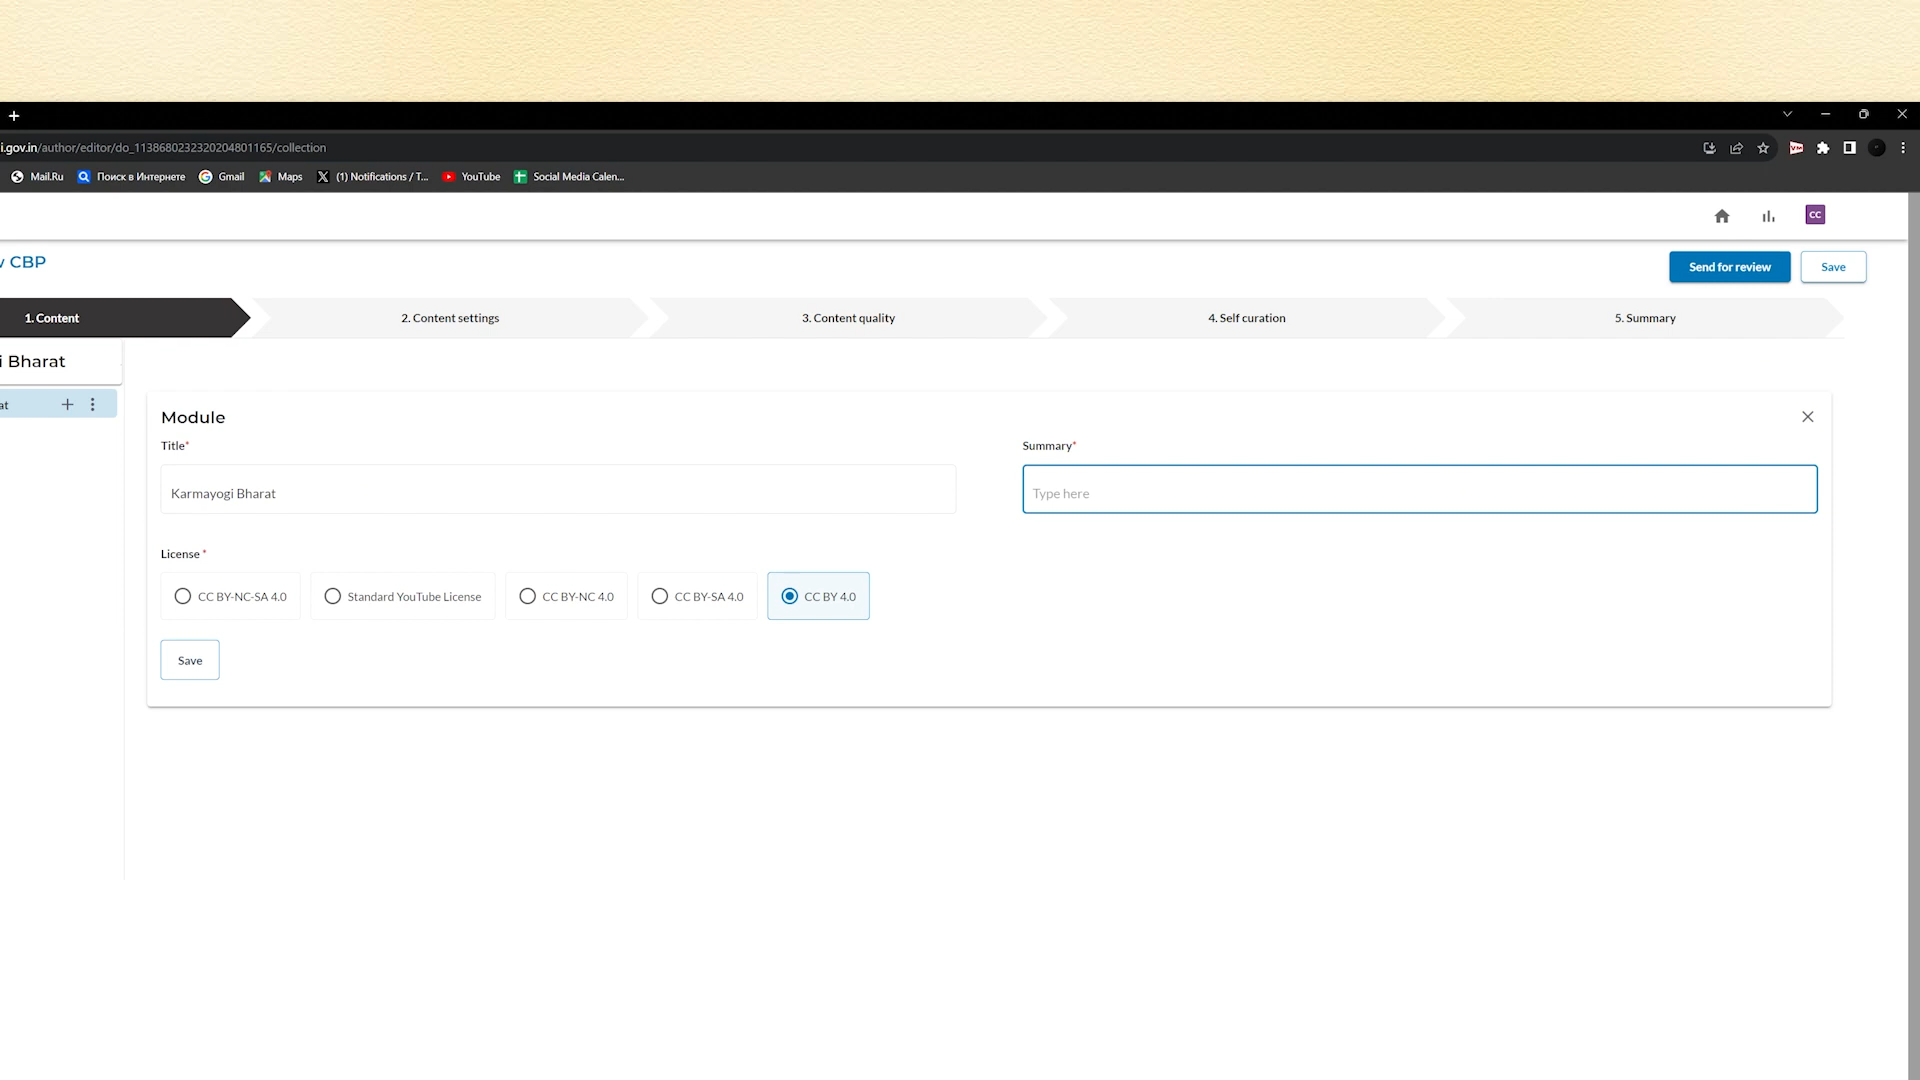 i.gov.in/author/editor/do_1138680232320204801165/collection
Mail.Ru Поиск в Интернете Gmail Maps (1) Notifications / T... YouTube Social Media Calen...
CC
CBP
Send for review Save
1. Content 2. Content settings 3. Content quality 4. Self curation 5. Summary
i Bharat
at
Module
Title* Summary*
Karmayogi Bharat Type here
License *
CC BY-NC-SA 4.0 Standard YouTube License CC BY-NC 4.0 CC BY-SA 4.0 CC BY 4.0
Save